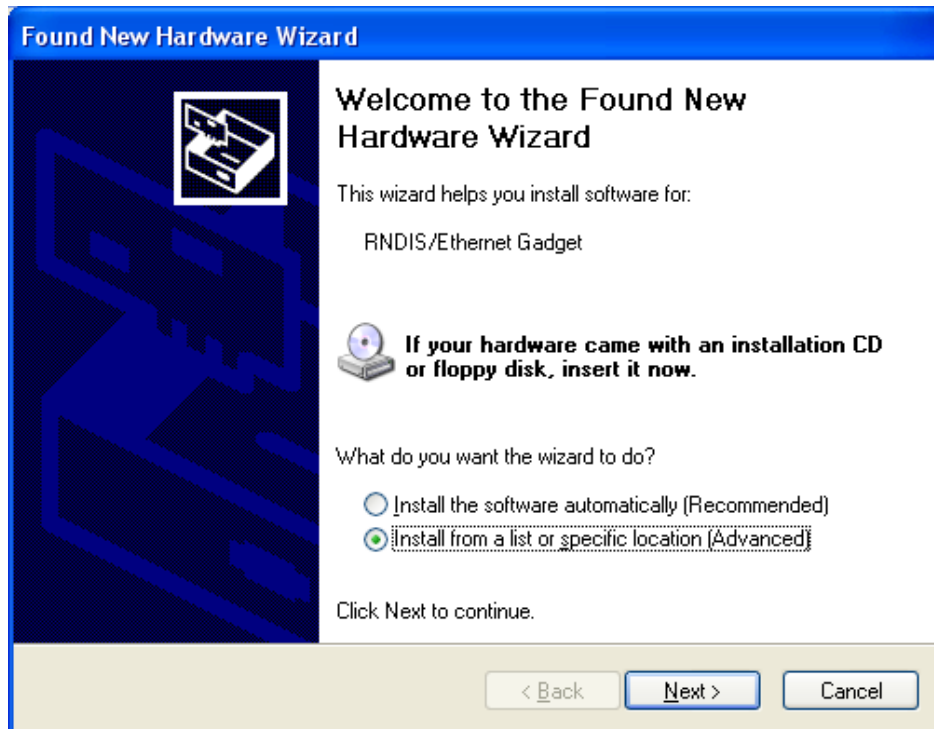 Found New Hardware Wizard
Welcome to the Found New
Hardware Wizard
This wizard helps you install software for:
RNDIS/Ethernet Gadget
If your hardware came with an installation CD
or floppy disk, insert it now.
What do you want the wizard to do?
Install the software automatically (Recommended)
Install from a list or specific location (Advanced)
Click Next to continue.
< Back
Next >
Cancel